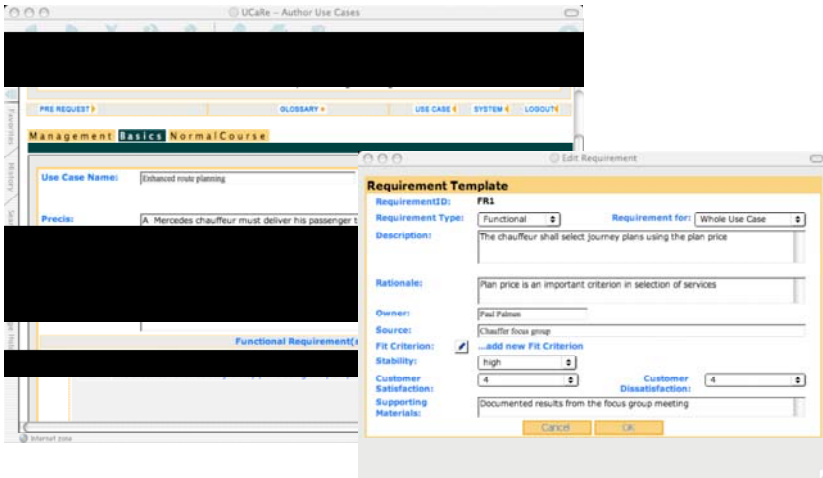 UCaRe – Author Use Cases
PRE REQUEST GLOSSARY USE CASE SYSTEM LOGOUT
Management Basics NormalCourse
Favorites
History
Use Case Name: Enhanced route planning
Precis: A Mercedes chauffeur must deliver his passenger t
Functional Requirement(s
Internet zone
Edit Requirement
Requirement Template
RequirementID: FR1
Requirement Type: Functional Requirement for: Whole Use Case
Description: The chauffeur shall select journey plans using the plan price
Rationale: Plan price is an important criterion in selection of services
Owner: Paul Palmen
Source: Chauffer focus group
Fit Criterion: ...add new Fit Criterion
Stability: high
Customer Satisfaction: 4 Customer Dissatisfaction: 4
Supporting Materials: Documented results from the focus group meeting
Cancel OK